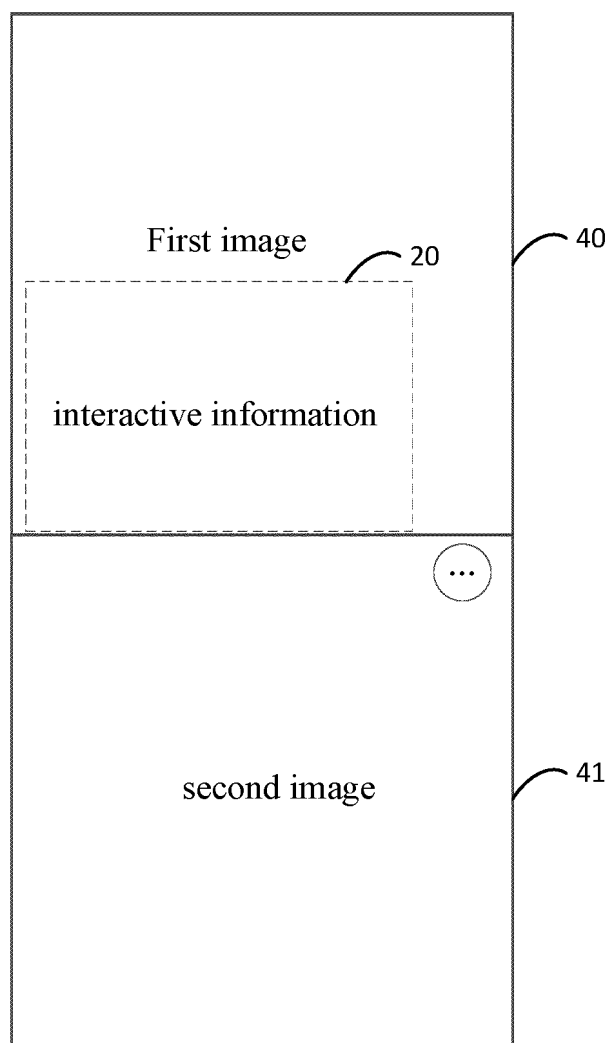 First image
40
20
interactive information
...
second image
41